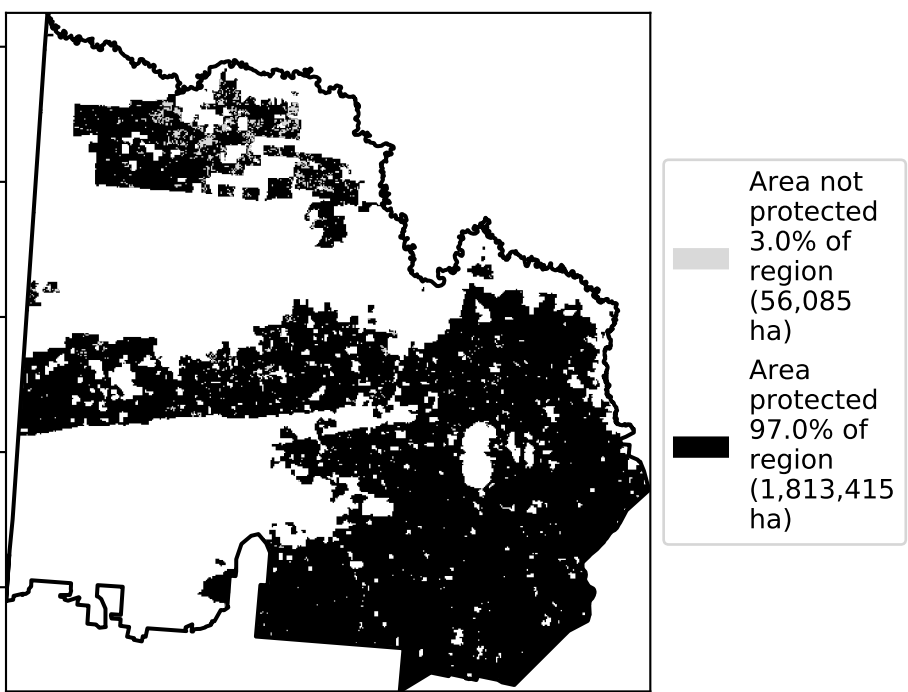 Area not
protected
3.0% of
region
(56,085
ha)
Area
protected
97.0% of
region
(1,813,415
ha)